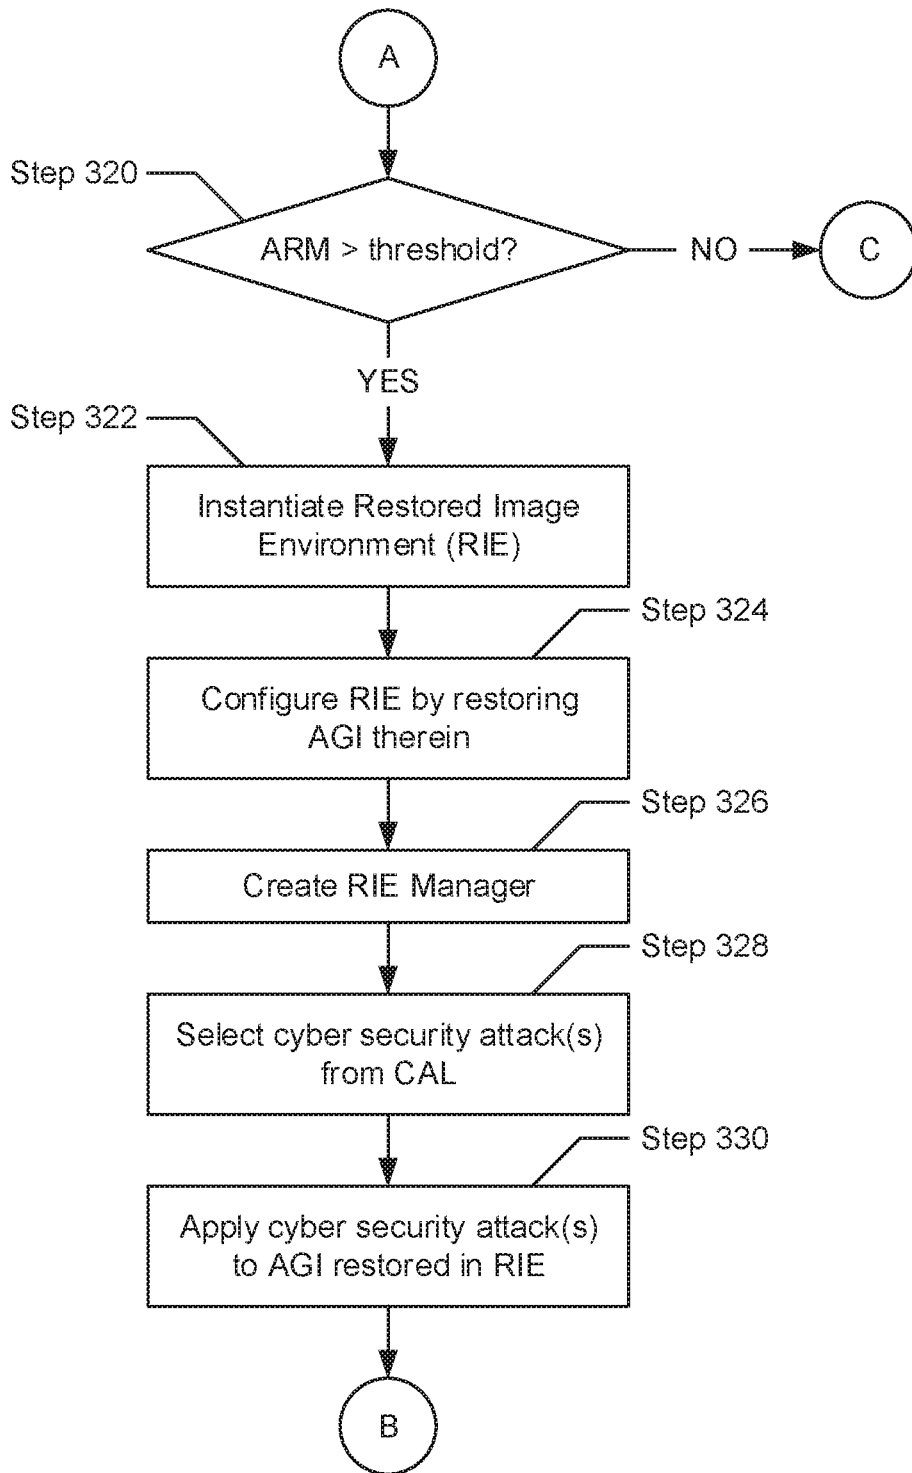 A
Step 320
ARM > threshold?
NO
C
YES
Step 322
Instantiate Restored Image
Environment (RIE)
Step 324
Configure RIE by restoring
AGI therein
Step 326
Create RIE Manager
Step 328
Select cyber security attack(s)
from CAL
Step 330
Apply cyber security attack(s)
to AGI restored in RIE
B